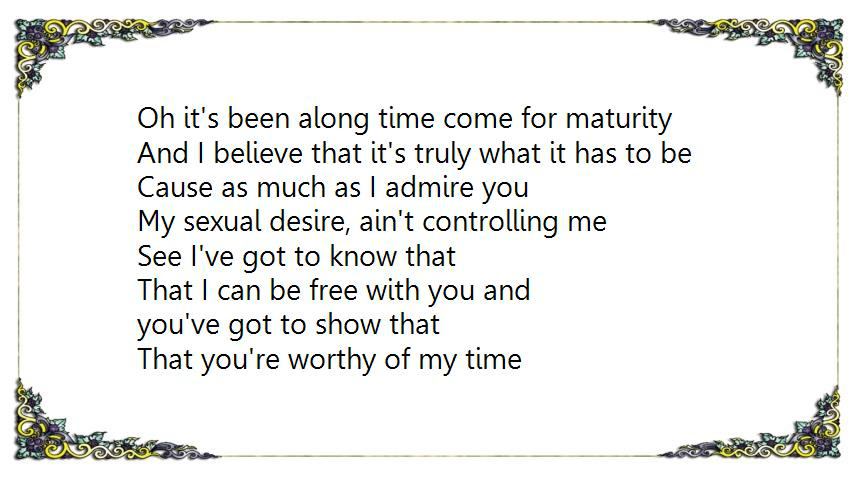 Oh it's been along time come for maturity
And I believe that it's truly what it has to be
Cause as much as I admire you
My sexual desire, ain't controlling me
See I've got to know that
That I can be free with you and
you've got to show that
That you're worthy of my time